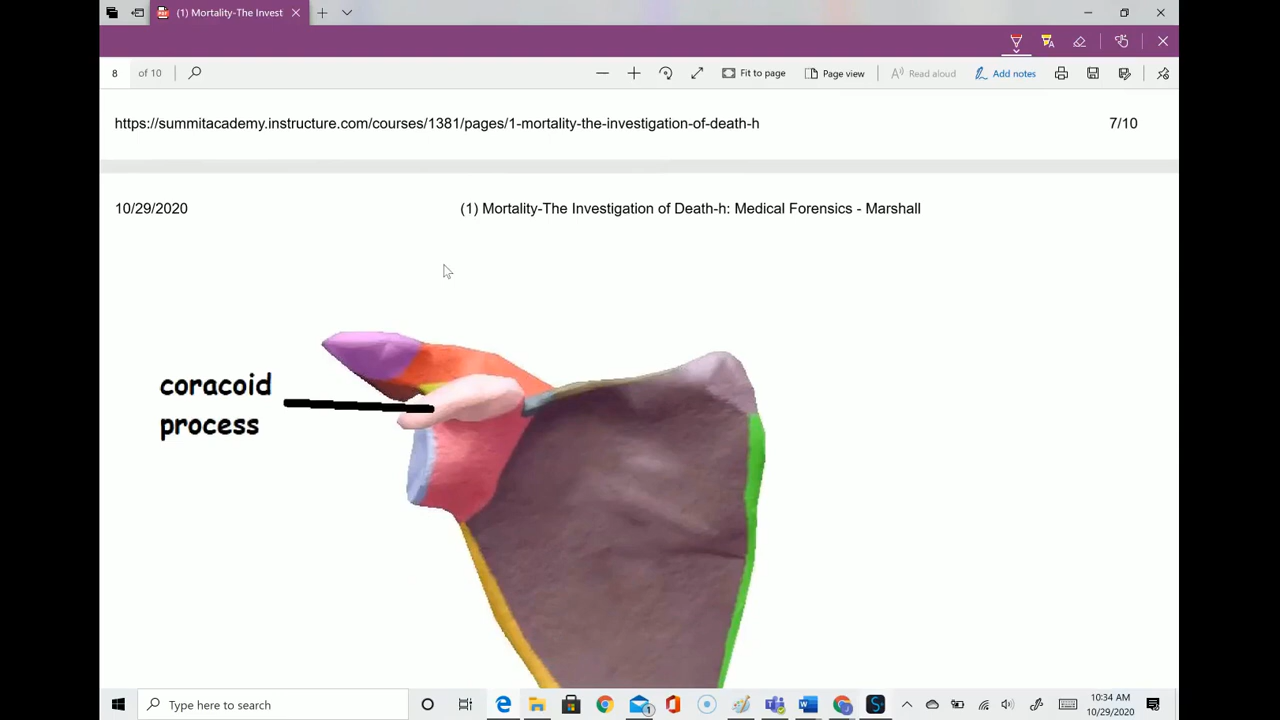 (1) Mortality-The Invest
8 of 10
Fit to page
Page view
Read aloud
Add notes
https://summitacademy.instructure.com/courses/1381/pages/1-mortality-the-investigation-of-death-h
7/10
10/29/2020
(1) Mortality-The Investigation of Death-h: Medical Forensics - Marshall
coracoid
process
Type here to search
10:34 AM
10/29/2020